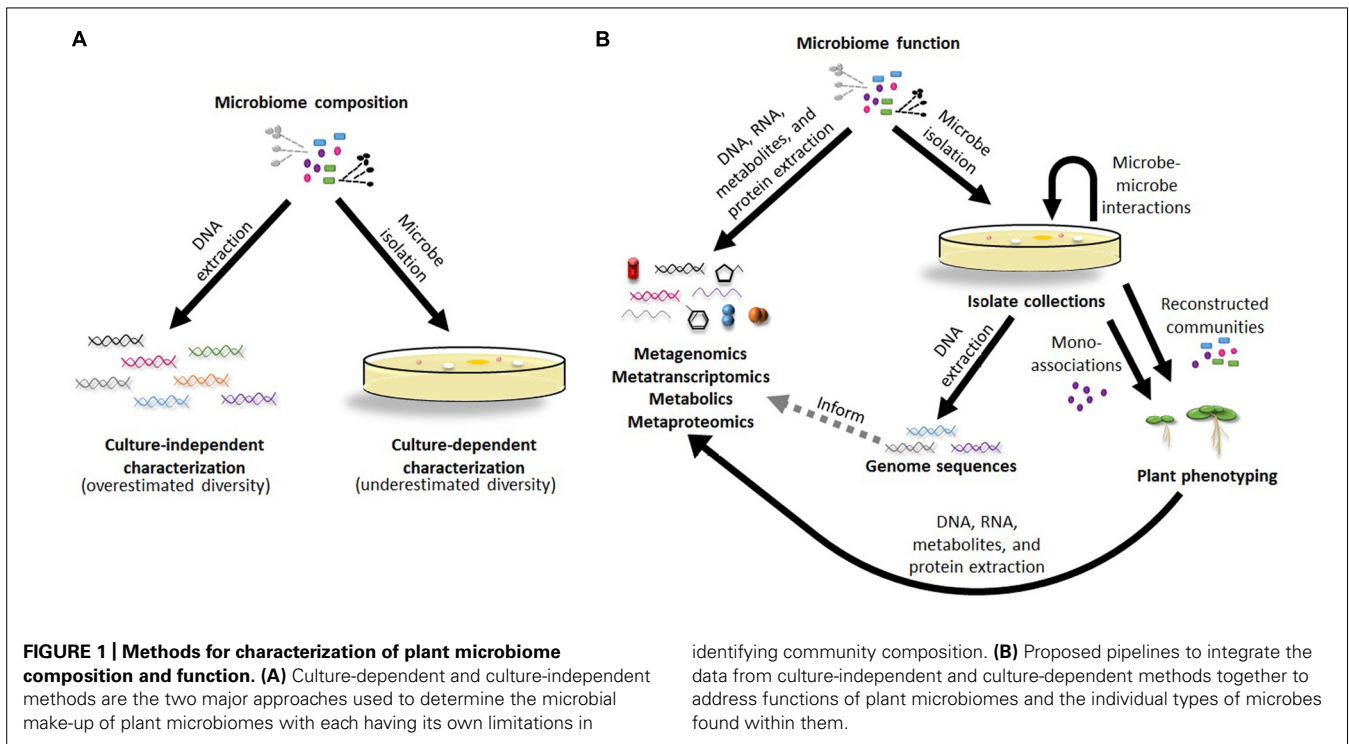 A
Microbiome composition
DNA
extraction
Microbe
isolation
Culture-independent
characterization
(overestimated diversity)
Culture-dependent
characterization
(underestimated diversity)
B
Microbiome function
DNA, RNA,
metabolites, and
protein extraction
Microbe
isolation
Microbe-
microbe
interactions
Isolate collections
Metagenomics
Metatranscriptomics
Metabolics
Metaproteomics
DNA
extraction
Mono-
associations
Reconstructed
communities
Inform
Genome sequences
Plant phenotyping
DNA, RNA,
metabolites, and
protein extraction
FIGURE 1 | Methods for characterization of plant microbiome
composition and function. (A) Culture-dependent and culture-independent
methods are the two major approaches used to determine the microbial
make-up of plant microbiomes with each having its own limitations in
identifying community composition. (B) Proposed pipelines to integrate the
data from culture-independent and culture-dependent methods together to
address functions of plant microbiomes and the individual types of microbes
found within them.